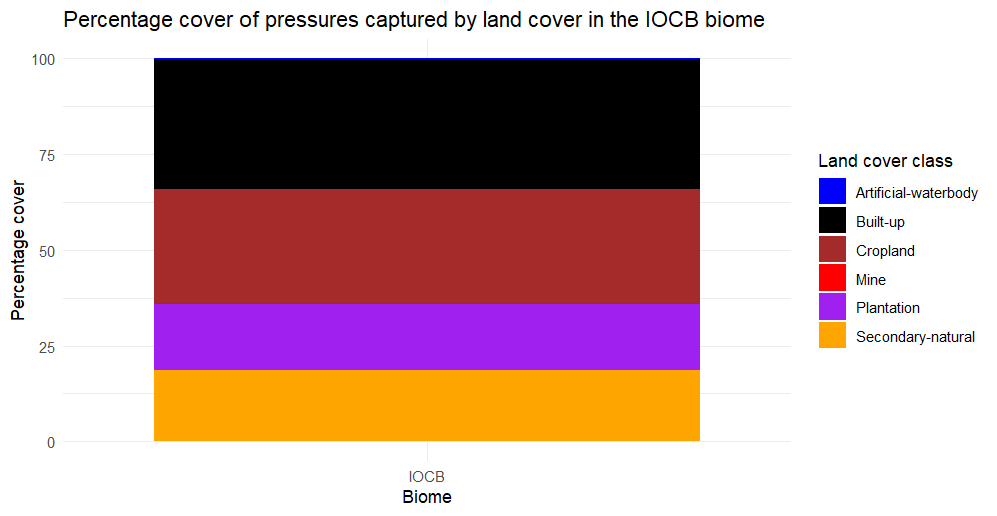 Percentage cover of pressures captured by land cover in the IOCB biome
Percentage cover
100
75
50
25
0
IOCB
Biome
Land cover class
Artificial-waterbody
Built-up
Cropland
Mine
Plantation
Secondary-natural